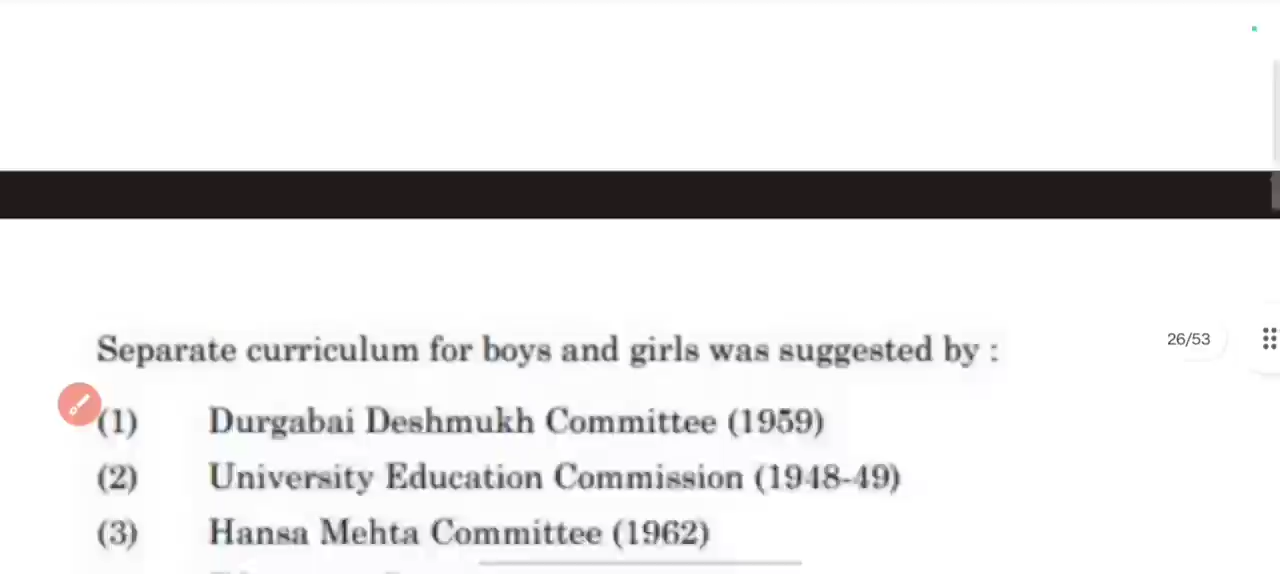 Separate curriculum for boys and girls was suggested by :
26/53
(1) Durgabai Deshmukh Committee (1959)
(2) University Education Commission (1948-49)
(3) Hansa Mehta Committee (1962)